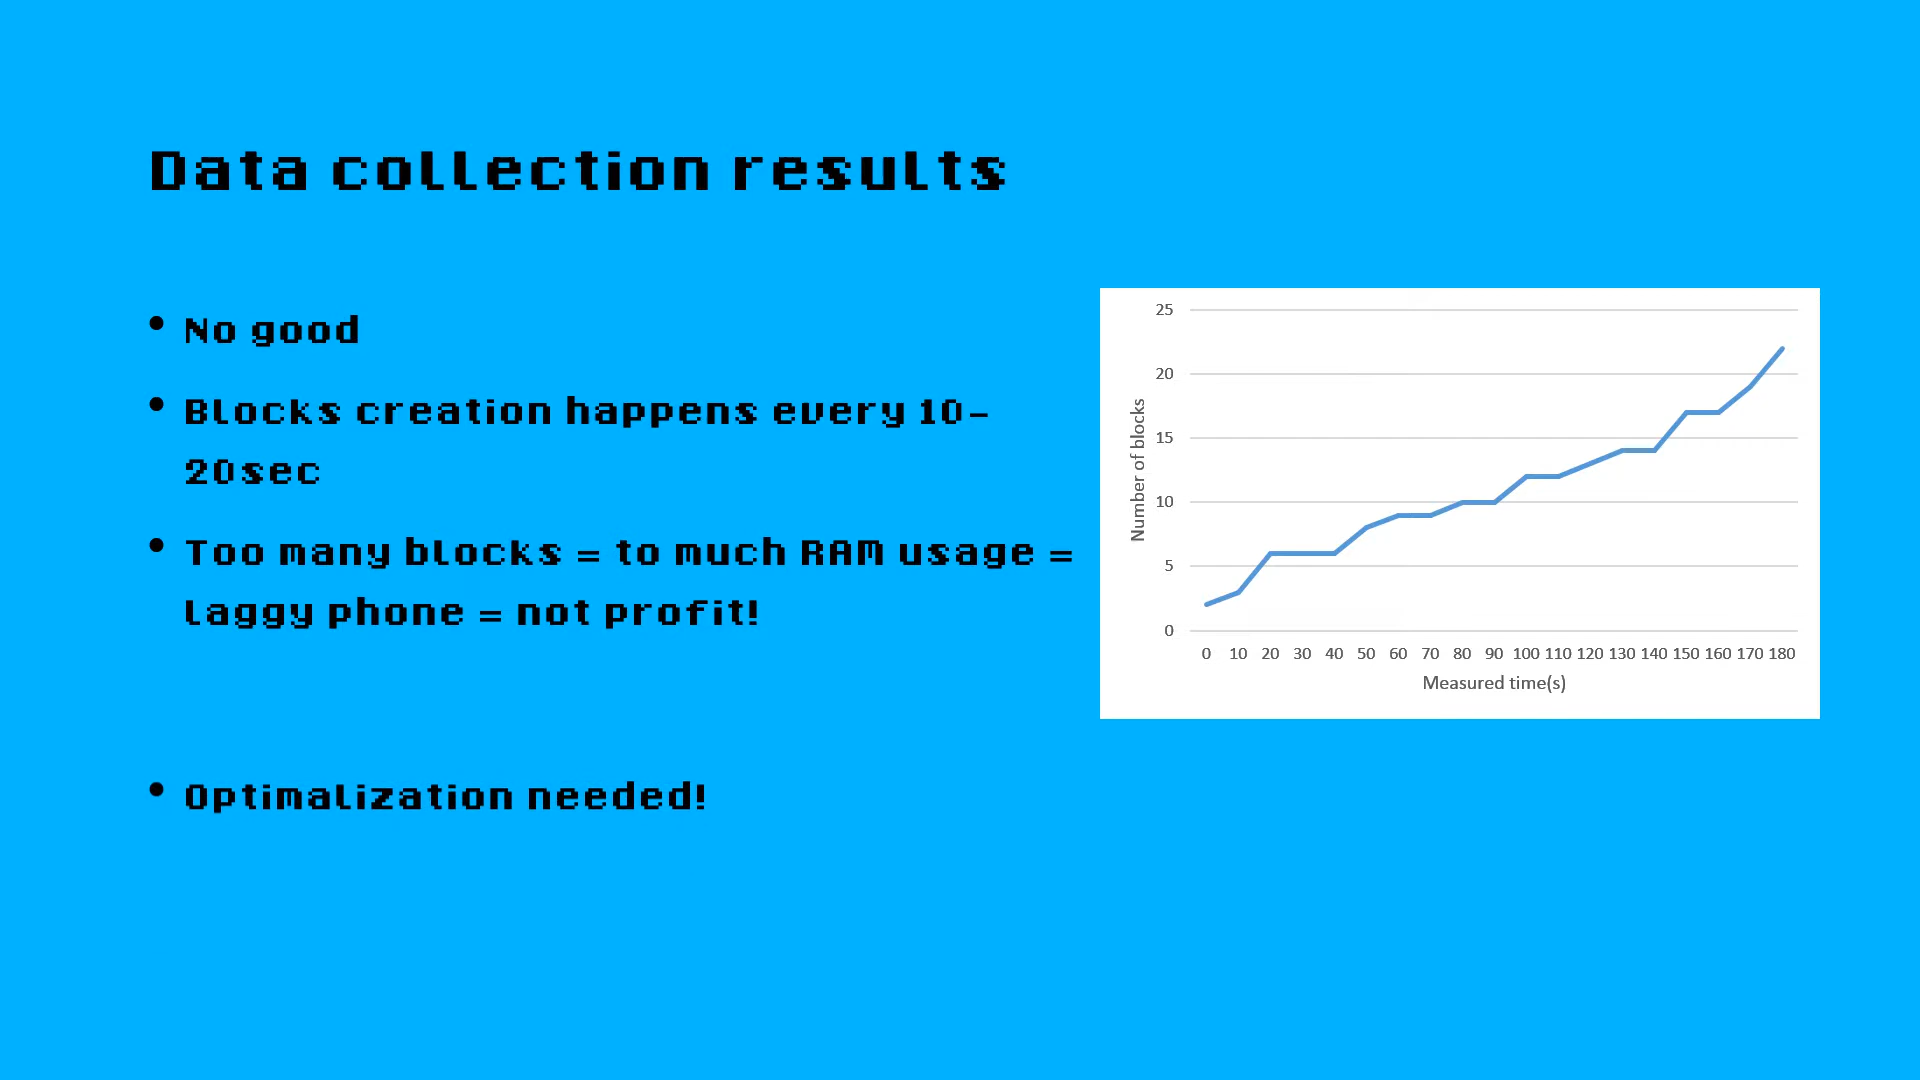 Data collection results
• No good
• Blocks creation happens every 10-
20sec
• Too many blocks = to much RAM usage =
laggy phone = not profit!
• Optimalization needed!
25
20
15
10
5
0
Number of blocks
0 10 20 30 40 50 60 70 80 90 100 110 120 130 140 150 160 170 180
Measured time(s)